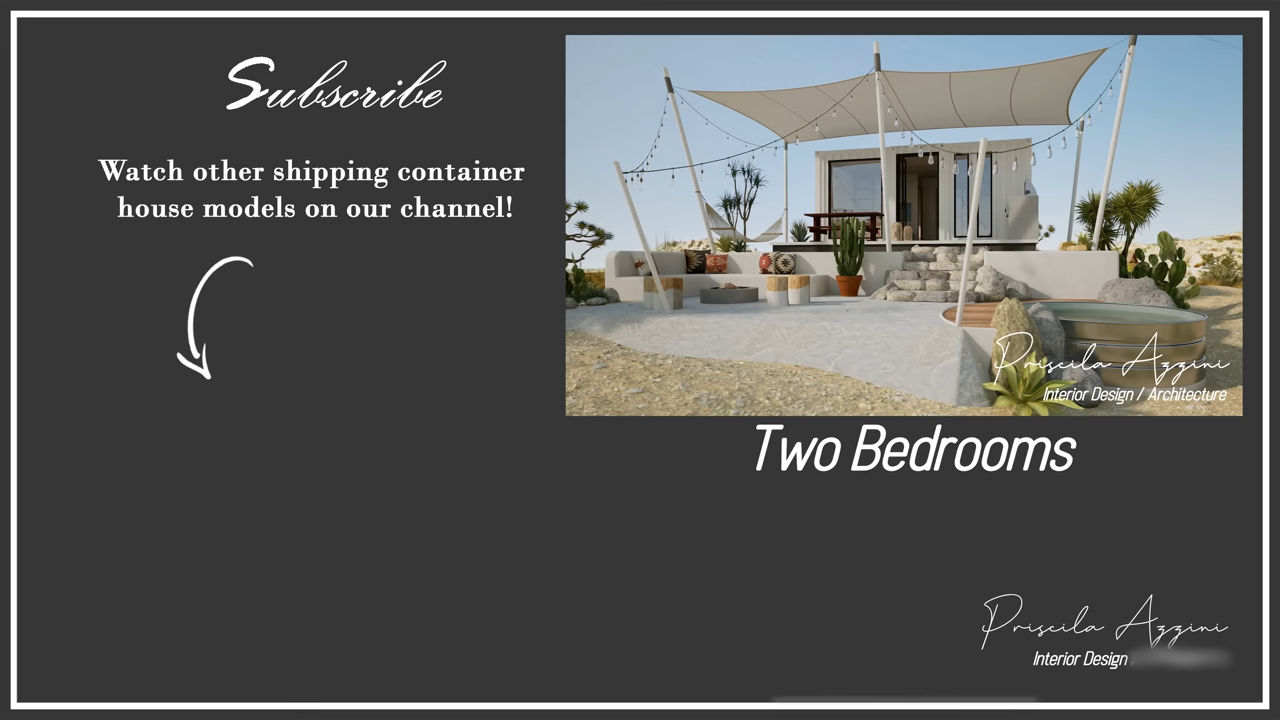 Subscribe
Watch other shipping container
house models on our channel!
Priscila Azzini
Interior Design / Architecture
Two Bedrooms
Priscila Azzini
Interior Design